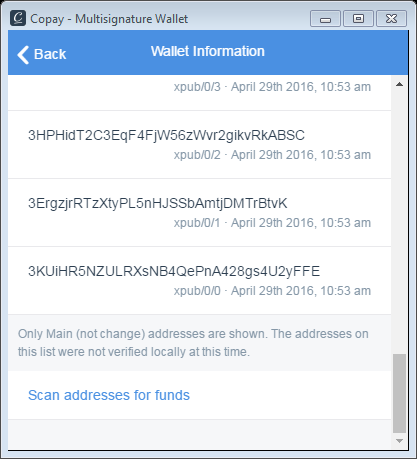 Copay - Multisignature Wallet
Back
Wallet Information
xpub/0/3 · April 29th 2016, 10:53 am
3HPHidT2C3EqF4FjW56zWvr2gikvRkABSC
xpub/0/2 · April 29th 2016, 10:53 am
3ErgzjrRTzXtyPL5nHJSSbAmtjDMTrBtvK
xpub/0/1 · April 29th 2016, 10:53 am
3KUiHR5NZULRXsNB4QePnA428gs4U2yFFE
xpub/0/0 · April 29th 2016, 10:53 am
Only Main (not change) addresses are shown. The addresses on
this list were not verified locally at this time.
Scan addresses for funds